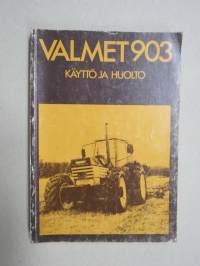 VALMET 903
KÄYTTÖ JA HUOLTO